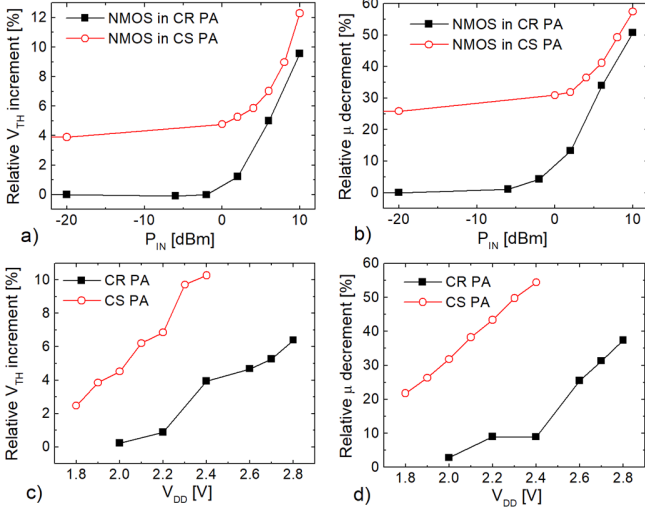 Relative V_TH increment [%]
12
10
8
6
4
2
0
NMOS in CR PA
NMOS in CS PA
-20
-10
0
10
P_IN [dBm]
a)
Relative μ decrement [%]
60
50
40
30
20
10
0
NMOS in CR PA
NMOS in CS PA
-20
-10
0
10
P_IN [dBm]
b)
Relative V_TH increment [%]
10
8
6
4
2
0
CR PA
CS PA
1.8
2.0
2.2
2.4
2.6
2.8
V_DD [V]
c)
Relative μ decrement [%]
60
50
40
30
20
10
0
CR PA
CS PA
1.8
2.0
2.2
2.4
2.6
2.8
V_DD [V]
d)